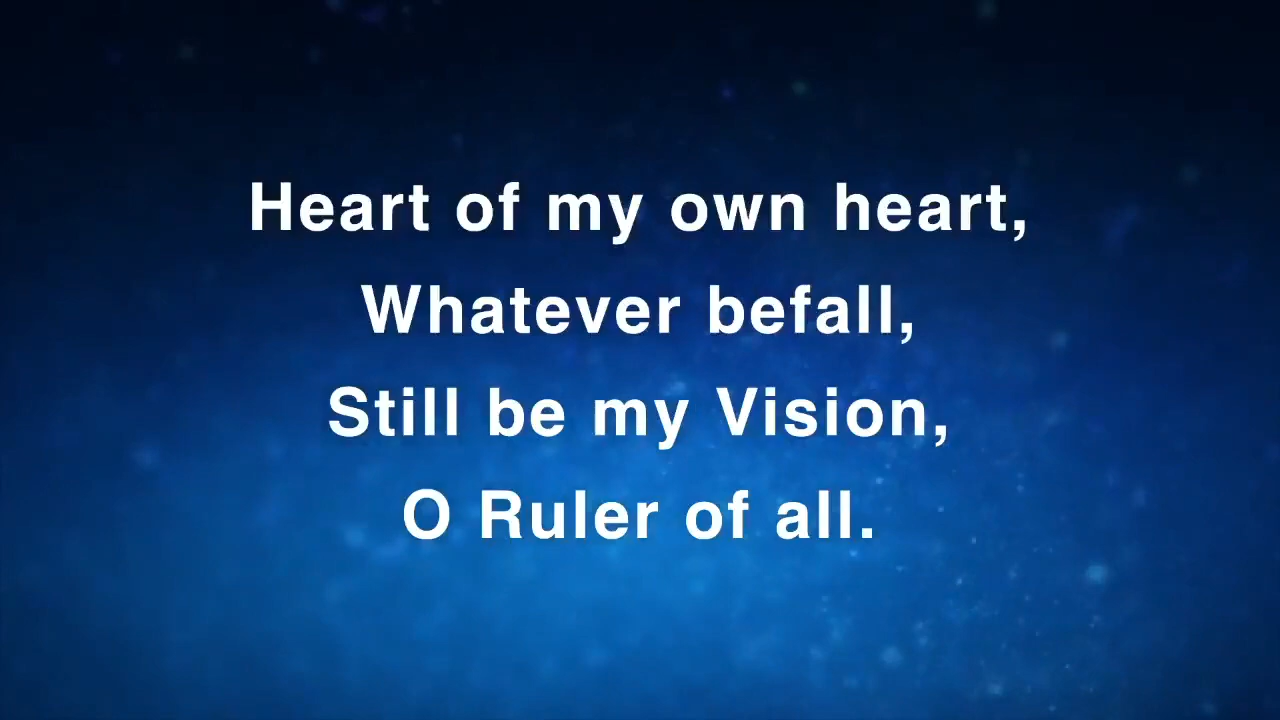 Heart of my own heart,
Whatever befall,
Still be my Vision,
O Ruler of all.